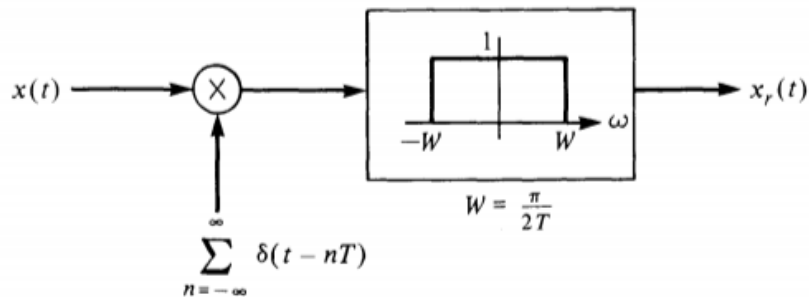 1
x(t)
×
x_r(t)
-W
W
ω
W = π/2T
∞
∑ δ(t - nT)
n = -∞